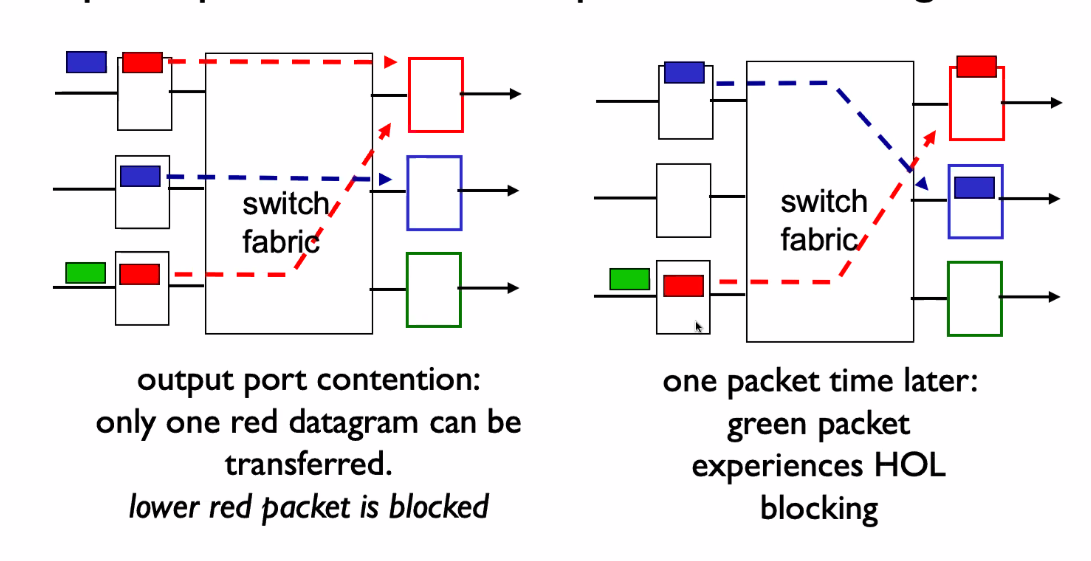 switch
fabric
output port contention:
only one red datagram can be
transferred.
lower red packet is blocked
switch
fabric
one packet time later:
green packet
experiences HOL
blocking